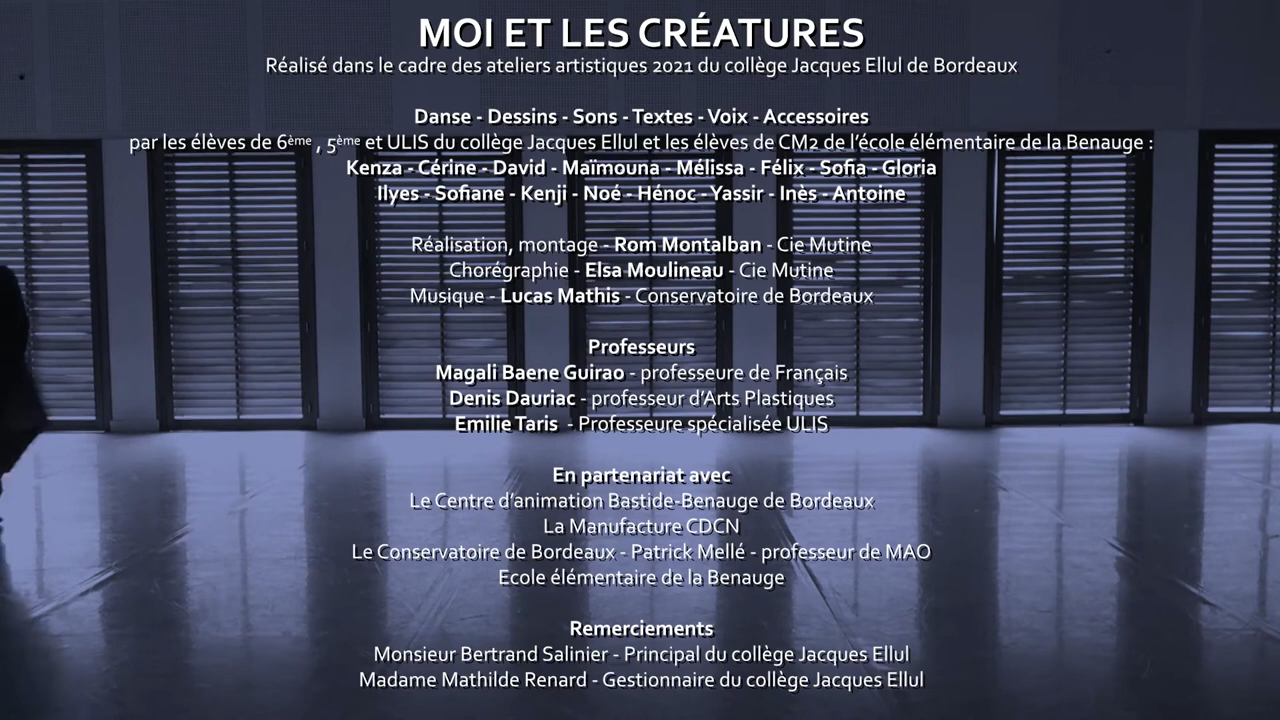 MOI ET LES CRÉATURES
Réalisé dans le cadre des ateliers artistiques 2021 du collège Jacques Ellul de Bordeaux
Danse - Dessins - Sons - Textes - Voix - Accessoires
par les élèves de 6ème , 5ème et ULIS du collège Jacques Ellul et les élèves de CM2 de l'école élémentaire de la Benauge :
Kenza - Cérine - David - Maïmouna - Mélissa - Félix - Sofia - Gloria
Ilyes - Sofiane - Kenji - Noé - Hénoc - Yassir - Inès - Antoine
Réalisation, montage - Rom Montalban - Cie Mutine
Chorégraphie - Elsa Moulineau - Cie Mutine
Musique - Lucas Mathis - Conservatoire de Bordeaux
Professeurs
Magali Baene Guirao - professeure de Français
Denis Dauriac - professeur d'Arts Plastiques
Emilie Taris - Professeure spécialisée ULIS
En partenariat avec
Le Centre d'animation Bastide-Benauge de Bordeaux
La Manufacture CDCN
Le Conservatoire de Bordeaux - Patrick Mellé - professeur de MAO
Ecole élémentaire de la Benauge
Remerciements
Monsieur Bertrand Salinier - Principal du collège Jacques Ellul
Madame Mathilde Renard - Gestionnaire du collège Jacques Ellul